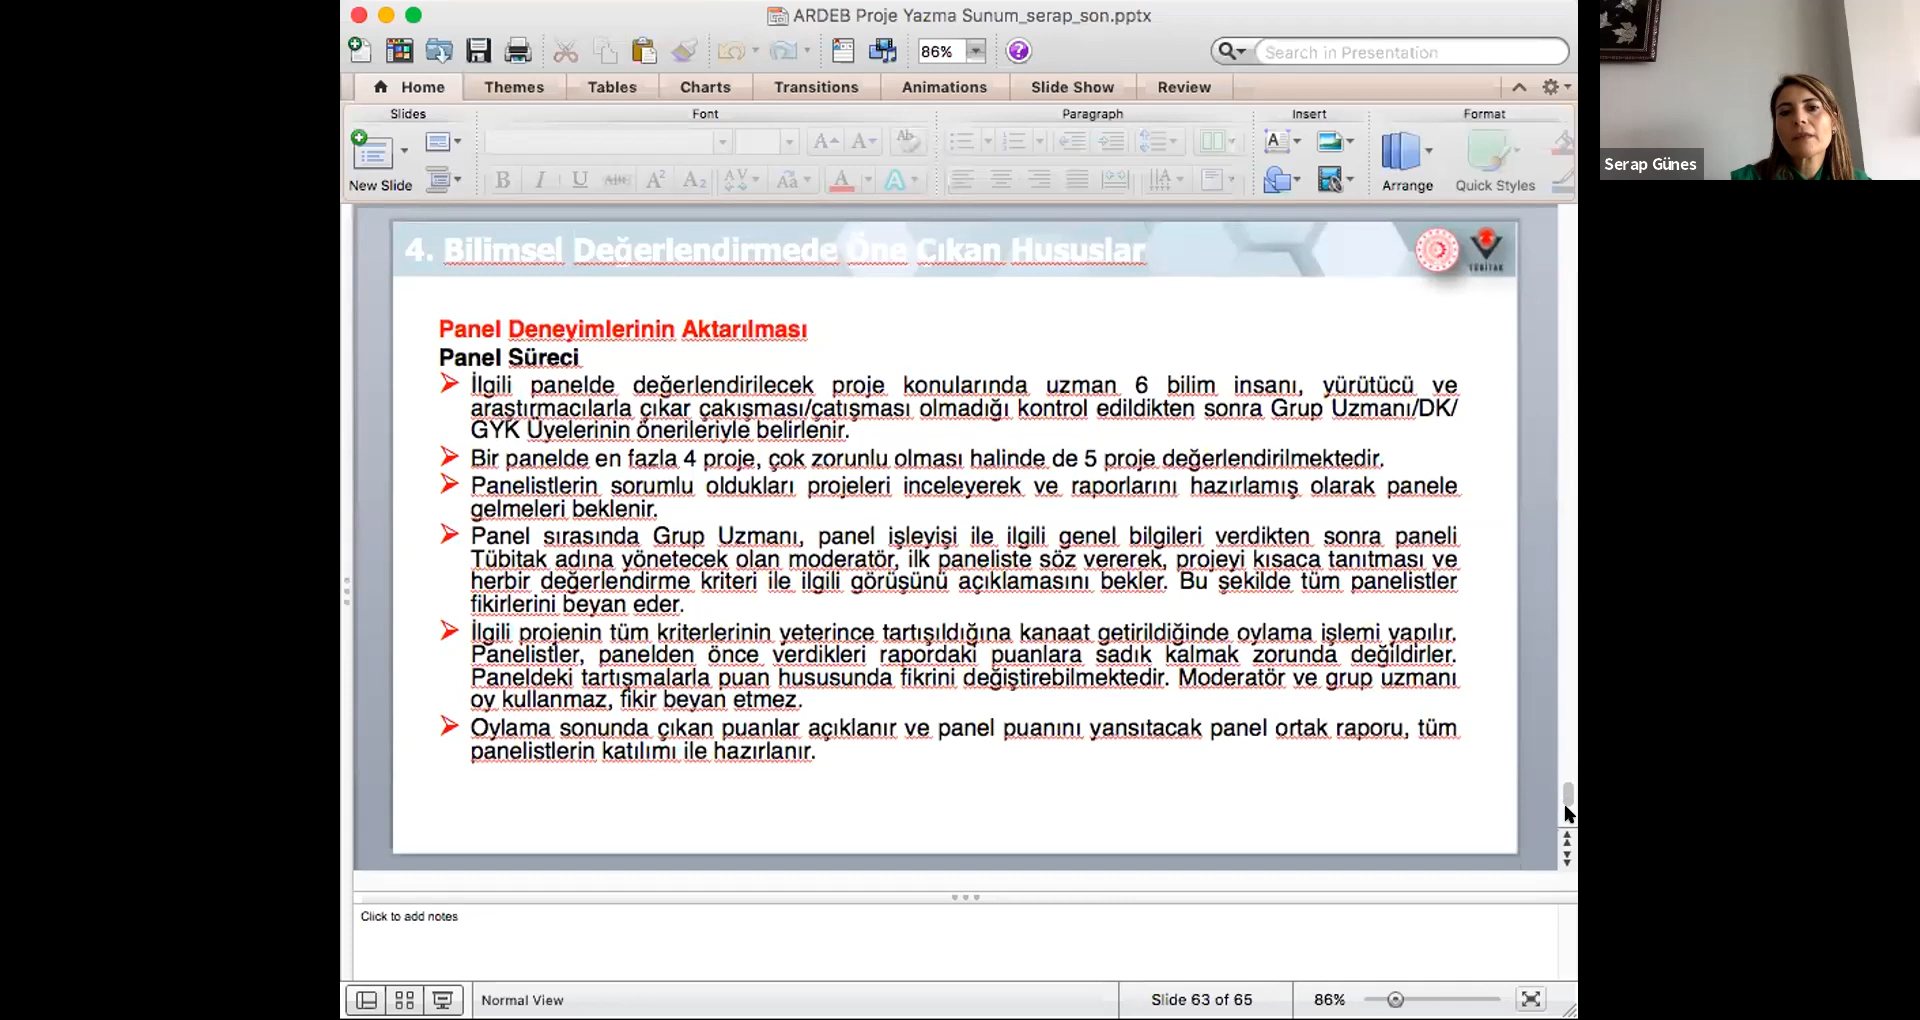 ARDEB Proje Yazma Sunum_serap_son.pptx
86%
Search in Presentation
Home
Themes
Tables
Charts
Transitions
Animations
Slide Show
Review
Slides
Font
Paragraph
Insert
Format
New Slide
Arrange
Quick Styles
Serap Günes
4. Bilimsel Değerlendirmede Öne Çıkan Hususlar
TÜBİTAK
Panel Deneyimlerinin Aktarılması
Panel Süreci
İlgili panelde değerlendirilecek proje konularında uzman 6 bilim insanı, yürütücü ve
araştırmacılarla çıkar çakışması/çatışması olmadığı kontrol edildikten sonra Grup Uzmanı/DK/
GYK Üyelerinin önerileriyle belirlenir.
Bir panelde en fazla 4 proje, çok zorunlu olması halinde de 5 proje değerlendirilmektedir.
Panelistlerin sorumlu oldukları projeleri inceleyerek ve raporlarını hazırlamış olarak panele
gelmeleri beklenir.
Panel sırasında Grup Uzmanı, panel işleyişi ile ilgili genel bilgileri verdikten sonra paneli
Tübitak adına yönetecek olan moderatör, ilk paneliste söz vererek, projeyi kısaca tanıtması ve
herbir değerlendirme kriteri ile ilgili görüşünü açıklamasını bekler. Bu şekilde tüm panelistler
fikirlerini beyan eder.
İlgili projenin tüm kriterlerinin yeterince tartışıldığına kanaat getirildiğinde oylama işlemi yapılır.
Panelistler, panelden önce verdikleri rapordaki puanlara sadık kalmak zorunda değildirler.
Paneldeki tartışmalarla puan hususunda fikrini değiştirebilmektedir. Moderatör ve grup uzmanı
oy kullanmaz, fikir beyan etmez.
Oylama sonunda çıkan puanlar açıklanır ve panel puanını yansıtacak panel ortak raporu, tüm
panelistlerin katılımı ile hazırlanır.
Click to add notes
Normal View
Slide 63 of 65
86%